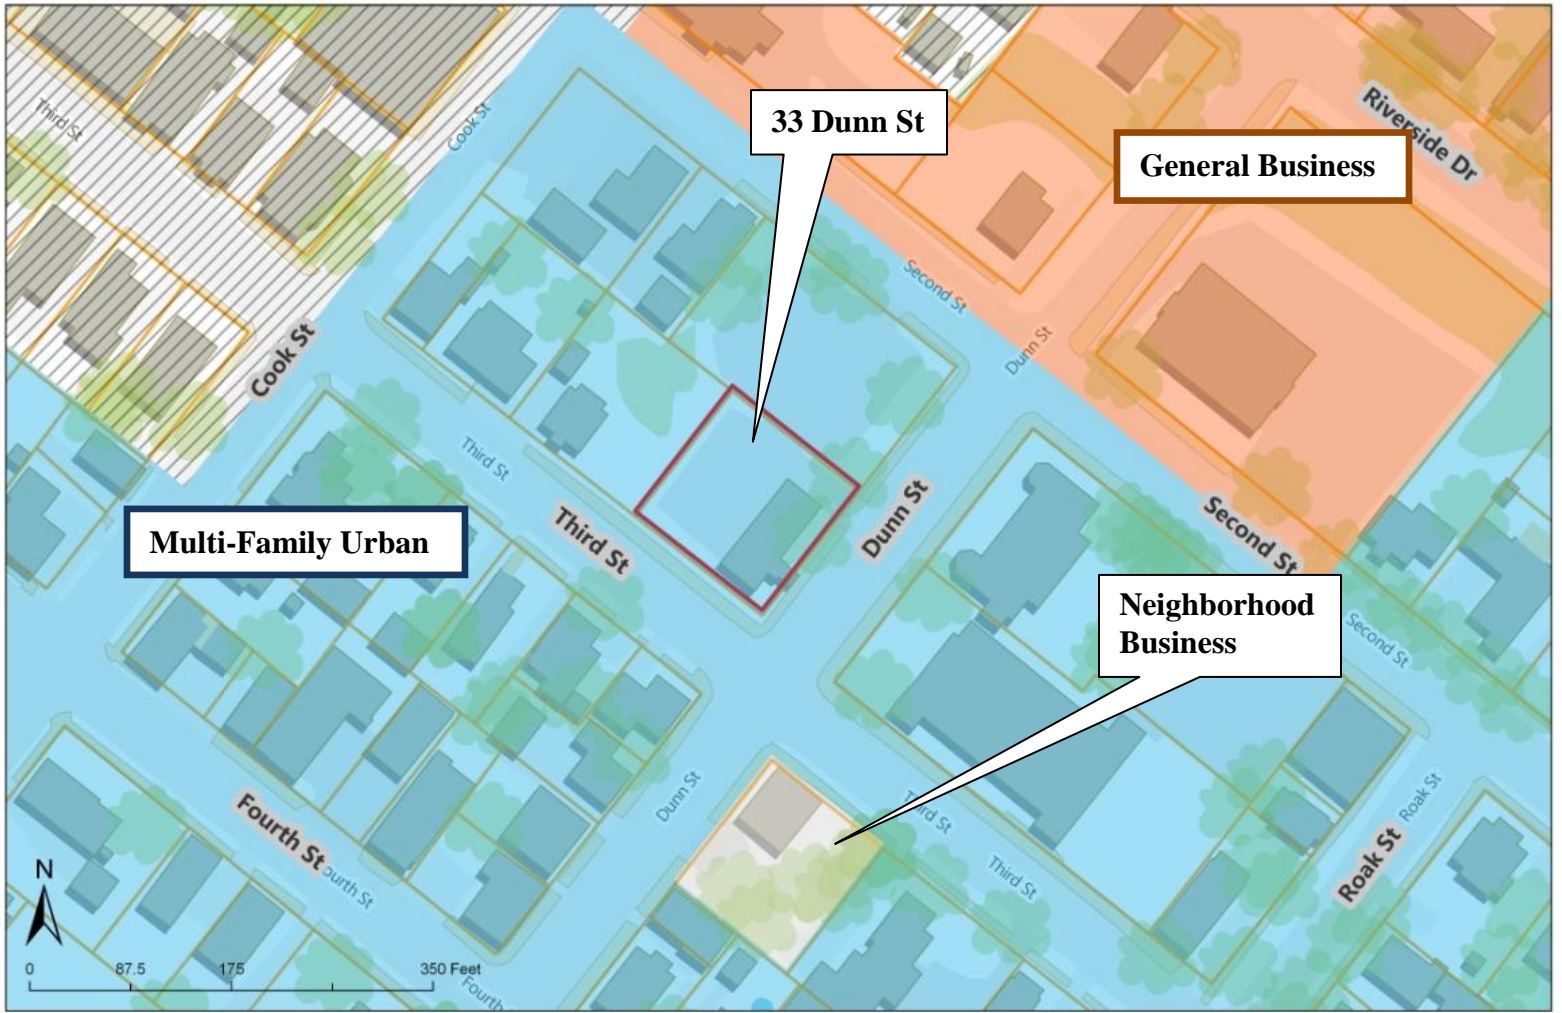 Third St
Cook St
33 Dunn St
Riverside Dr
General Business
Second St
Dunn St
Cook St
Third St
Third St
Dunn St
Second St
Multi-Family Urban
Neighborhood
Business
Second St
Dunn St
Third St
Roak St
Roak St
Fourth St
ourth St
Third St
N
0 87.5 175 350 Feet
Fourth